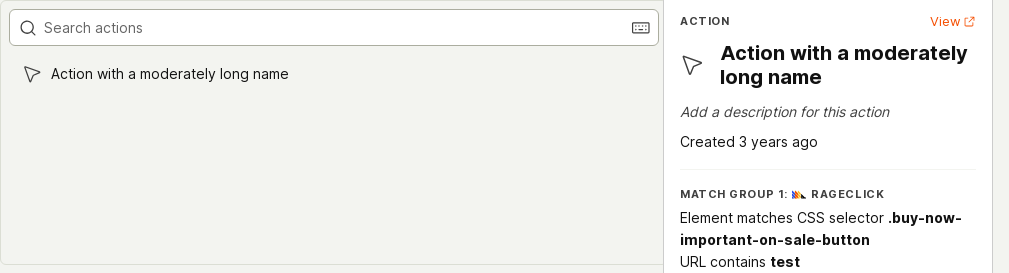 Search actions
Action with a moderately long name
ACTION
View
Action with a moderately
long name
Add a description for this action
Created 3 years ago
MATCH GROUP 1: RAGECLICK
Element matches CSS selector .buy-now-
important-on-sale-button
URL contains test